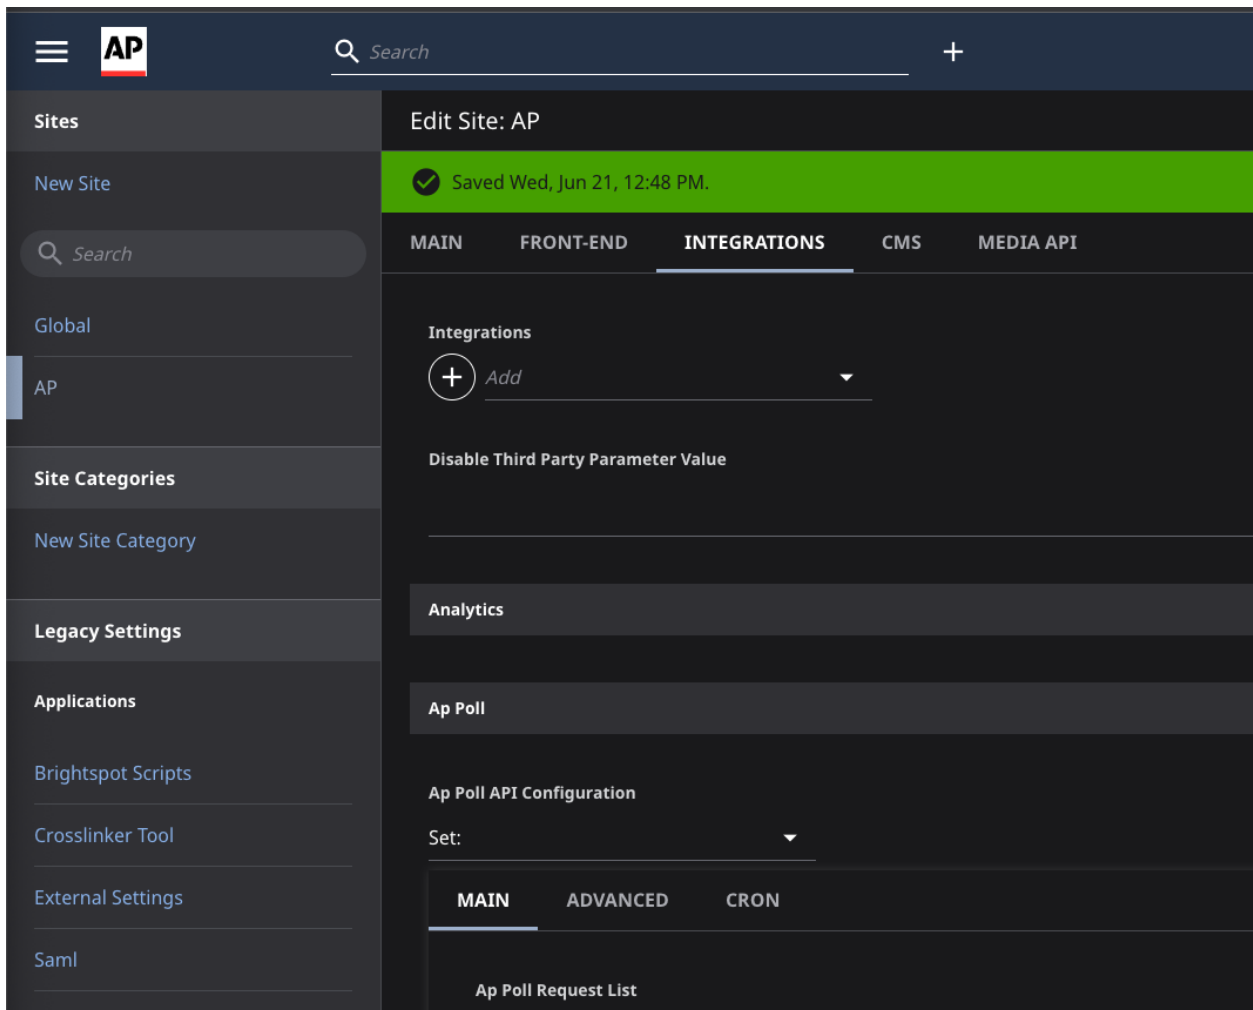 AP
Search
+
Sites
Edit Site: AP
New Site
Saved Wed, Jun 21, 12:48 PM.
MAIN FRONT-END INTEGRATIONS CMS MEDIA API
Search
Global
AP
Integrations
Add
Disable Third Party Parameter Value
Site Categories
New Site Category
Analytics
Legacy Settings
Applications
Ap Poll
Brightspot Scripts
Ap Poll API Configuration
Crosslinker Tool
Set:
External Settings
MAIN ADVANCED CRON
Saml
Ap Poll Request List